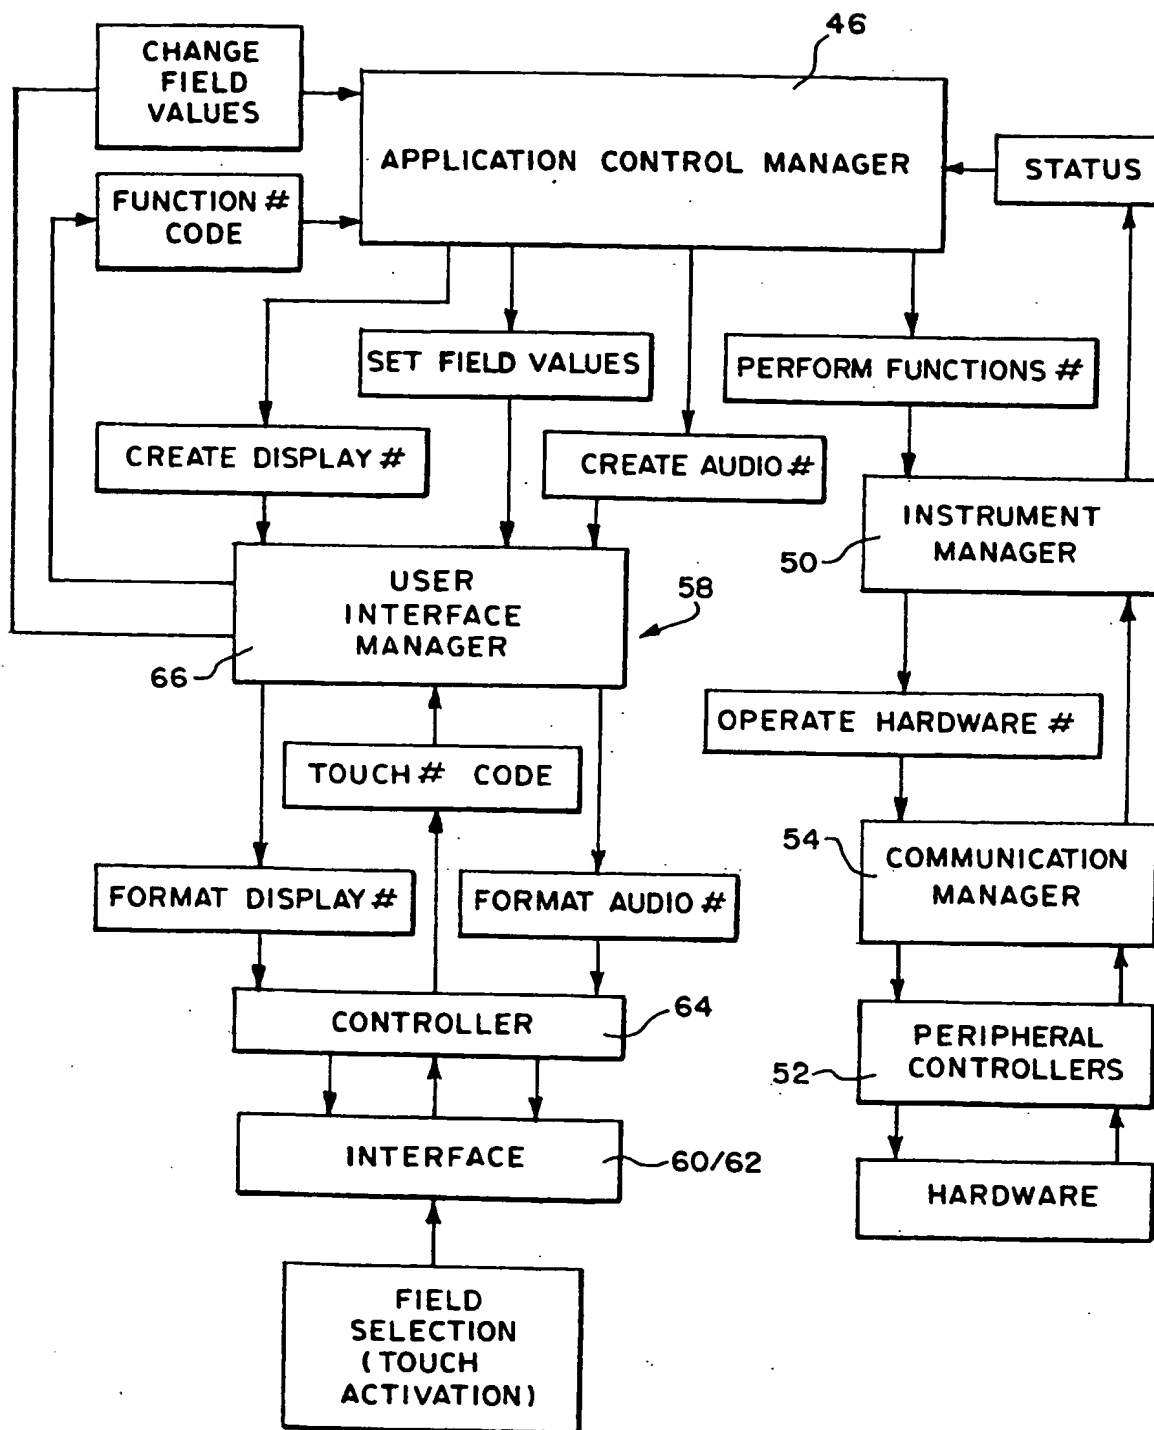 46
CHANGE
FIELD
VALUES
APPLICATION CONTROL MANAGER
STATUS
FUNCTION #
CODE
SET FIELD VALUES
PERFORM FUNCTIONS #
CREATE DISPLAY #
CREATE AUDIO #
INSTRUMENT
MANAGER
50
USER
INTERFACE
MANAGER
58
66
OPERATE HARDWARE #
TOUCH # CODE
54
COMMUNICATION
MANAGER
FORMAT DISPLAY #
FORMAT AUDIO #
CONTROLLER
64
PERIPHERAL
CONTROLLERS
52
INTERFACE
60/62
HARDWARE
FIELD
SELECTION
(TOUCH
ACTIVATION)